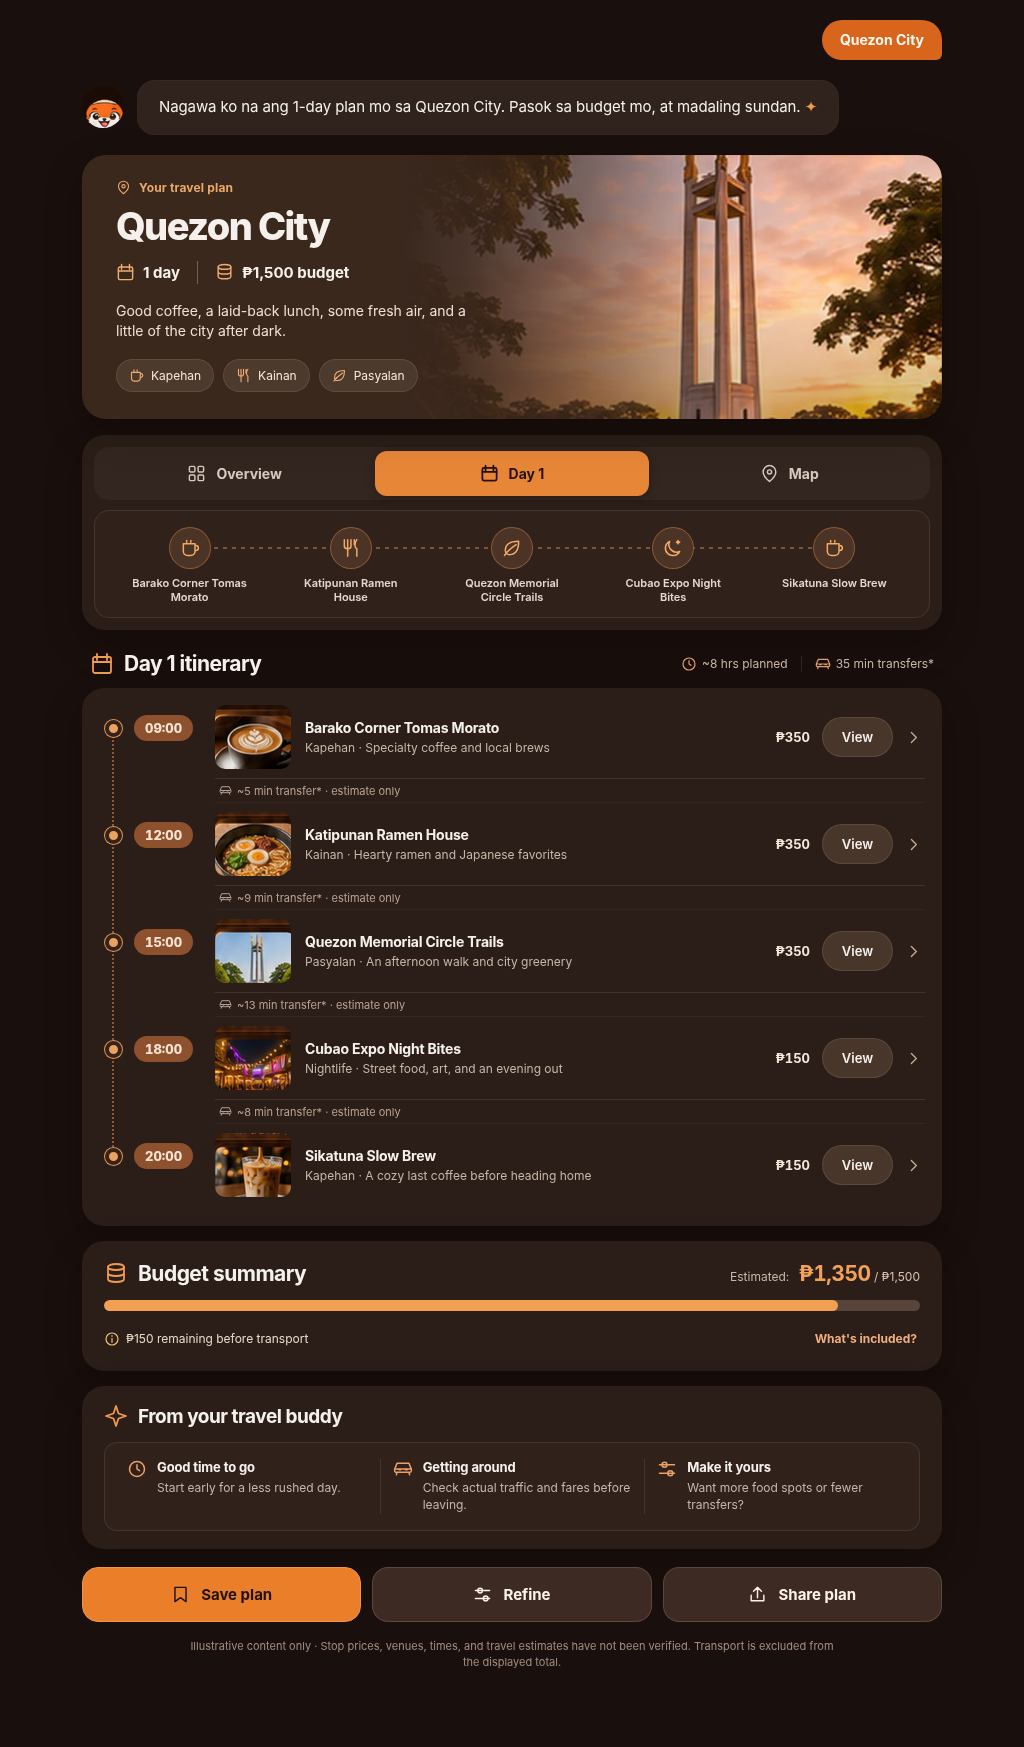 Quezon City
Nagawa ko na ang 1-day plan mo sa Quezon City. Pasok sa budget mo, at madaling sundan. ✦
Your travel plan
Quezon City
1 day
₱1,500 budget
Good coffee, a laid-back lunch, some fresh air, and a
little of the city after dark.
Kapehan
Kainan
Pasyalan
Overview
Day 1
Map
Barako Corner Tomas
Morato
Katipunan Ramen
House
Quezon Memorial
Circle Trails
Cubao Expo Night
Bites
Sikatuna Slow Brew
Day 1 itinerary
~8 hrs planned
35 min transfers*
09:00
Barako Corner Tomas Morato
Kapehan · Specialty coffee and local brews
₱350
View
~5 min transfer* · estimate only
12:00
Katipunan Ramen House
Kainan · Hearty ramen and Japanese favorites
₱350
View
~9 min transfer* · estimate only
15:00
Quezon Memorial Circle Trails
Pasyalan · An afternoon walk and city greenery
₱350
View
~13 min transfer* · estimate only
18:00
Cubao Expo Night Bites
Nightlife · Street food, art, and an evening out
₱150
View
~8 min transfer* · estimate only
20:00
Sikatuna Slow Brew
Kapehan · A cozy last coffee before heading home
₱150
View
Budget summary
Estimated: ₱1,350 / ₱1,500
₱150 remaining before transport
What's included?
From your travel buddy
Good time to go
Start early for a less rushed day.
Getting around
Check actual traffic and fares before
leaving.
Make it yours
Want more food spots or fewer
transfers?
Save plan
Refine
Share plan
Illustrative content only · Stop prices, venues, times, and travel estimates have not been verified. Transport is excluded from
the displayed total.